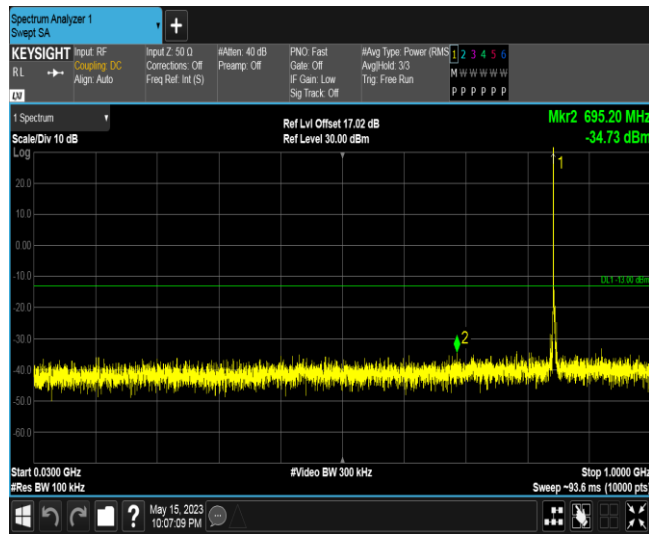 Spectrum Analyzer 1
Swept SA
+
KEYSIGHT
RL
LXI
Input: RF
Coupling: DC
Align: Auto
Input Z: 50 Ω
Corrections: Off
Freq Ref: Int (S)
#Atten: 40 dB
Preamp: Off
PNO: Fast
Gate: Off
IF Gain: Low
Sig Track: Off
#Avg Type: Power (RMS
Avg|Hold: 3/3
Trig: Free Run
1 2 3 4 5 6
M W W W W W
P P P P P P
1 Spectrum
Scale/Div 10 dB
Log
Ref Lvl Offset 17.02 dB
Ref Level 30.00 dBm
Mkr2 695.20 MHz
-34.73 dBm
1
20.0
10.0
0.00
-10.0
DL1 -13.00 dBm
-20.0
-30.0
2
-40.0
-50.0
-60.0
Start 0.0300 GHz
#Res BW 100 kHz
#Video BW 300 kHz
Stop 1.0000 GHz
Sweep ~93.6 ms (10000 pts
?
May 15, 2023
10:07:09 PM